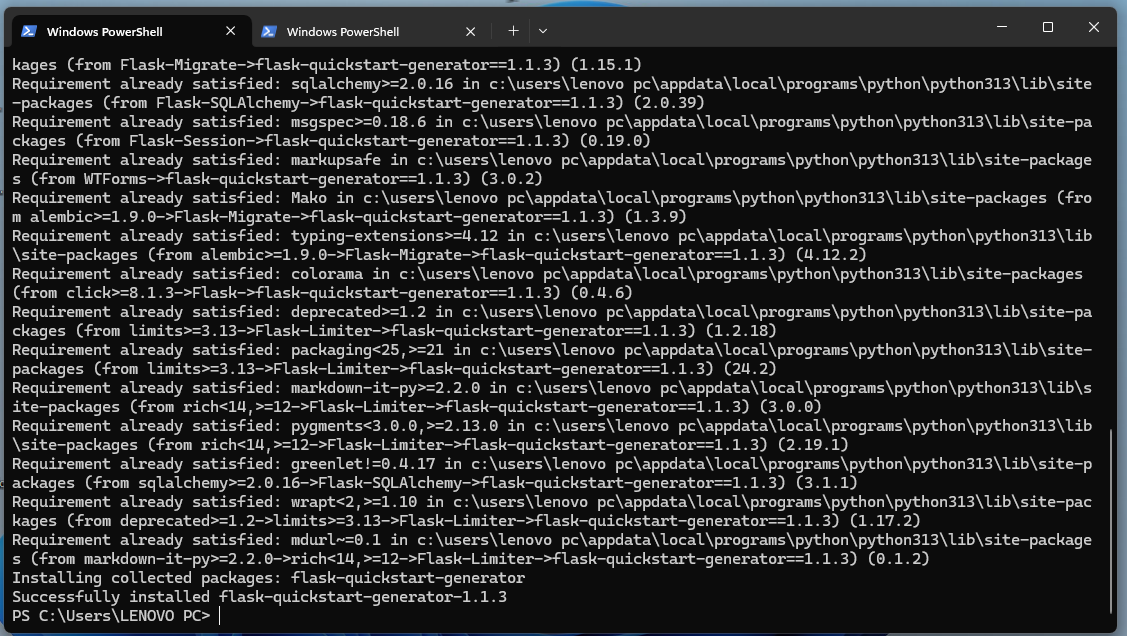 Windows PowerShell
Windows PowerShell
kages (from Flask-Migrate->flask-quickstart-generator==1.1.3) (1.15.1)
Requirement already satisfied: sqlalchemy>=2.0.16 in c:\users\lenovo pc\appdata\local\programs\python\python313\lib\site
-packages (from Flask-SQLAlchemy->flask-quickstart-generator==1.1.3) (2.0.39)
Requirement already satisfied: msgspec>=0.18.6 in c:\users\lenovo pc\appdata\local\programs\python\python313\lib\site-pa
ckages (from Flask-Session->flask-quickstart-generator==1.1.3) (0.19.0)
Requirement already satisfied: markupsafe in c:\users\lenovo pc\appdata\local\programs\python\python313\lib\site-package
s (from WTForms->flask-quickstart-generator==1.1.3) (3.0.2)
Requirement already satisfied: Mako in c:\users\lenovo pc\appdata\local\programs\python\python313\lib\site-packages (fro
m alembic>=1.9.0->Flask-Migrate->flask-quickstart-generator==1.1.3) (1.3.9)
Requirement already satisfied: typing-extensions>=4.12 in c:\users\lenovo pc\appdata\local\programs\python\python313\lib
\site-packages (from alembic>=1.9.0->Flask-Migrate->flask-quickstart-generator==1.1.3) (4.12.2)
Requirement already satisfied: colorama in c:\users\lenovo pc\appdata\local\programs\python\python313\lib\site-packages
(from click>=8.1.3->Flask->flask-quickstart-generator==1.1.3) (0.4.6)
Requirement already satisfied: deprecated>=1.2 in c:\users\lenovo pc\appdata\local\programs\python\python313\lib\site-pa
ckages (from limits>=3.13->Flask-Limiter->flask-quickstart-generator==1.1.3) (1.2.18)
Requirement already satisfied: packaging<25,>=21 in c:\users\lenovo pc\appdata\local\programs\python\python313\lib\site-
packages (from limits>=3.13->Flask-Limiter->flask-quickstart-generator==1.1.3) (24.2)
Requirement already satisfied: markdown-it-py>=2.2.0 in c:\users\lenovo pc\appdata\local\programs\python\python313\lib\s
ite-packages (from rich<14,>=12->Flask-Limiter->flask-quickstart-generator==1.1.3) (3.0.0)
Requirement already satisfied: pygments<3.0.0,>=2.13.0 in c:\users\lenovo pc\appdata\local\programs\python\python313\lib
\site-packages (from rich<14,>=12->Flask-Limiter->flask-quickstart-generator==1.1.3) (2.19.1)
Requirement already satisfied: greenlet!=0.4.17 in c:\users\lenovo pc\appdata\local\programs\python\python313\lib\site-p
ackages (from sqlalchemy>=2.0.16->Flask-SQLAlchemy->flask-quickstart-generator==1.1.3) (3.1.1)
Requirement already satisfied: wrapt<2,>=1.10 in c:\users\lenovo pc\appdata\local\programs\python\python313\lib\site-pac
kages (from deprecated>=1.2->limits>=3.13->Flask-Limiter->flask-quickstart-generator==1.1.3) (1.17.2)
Requirement already satisfied: mdurl~=0.1 in c:\users\lenovo pc\appdata\local\programs\python\python313\lib\site-package
s (from markdown-it-py>=2.2.0->rich<14,>=12->Flask-Limiter->flask-quickstart-generator==1.1.3) (0.1.2)
Installing collected packages: flask-quickstart-generator
Successfully installed flask-quickstart-generator-1.1.3
PS C:\Users\LENOVO PC>